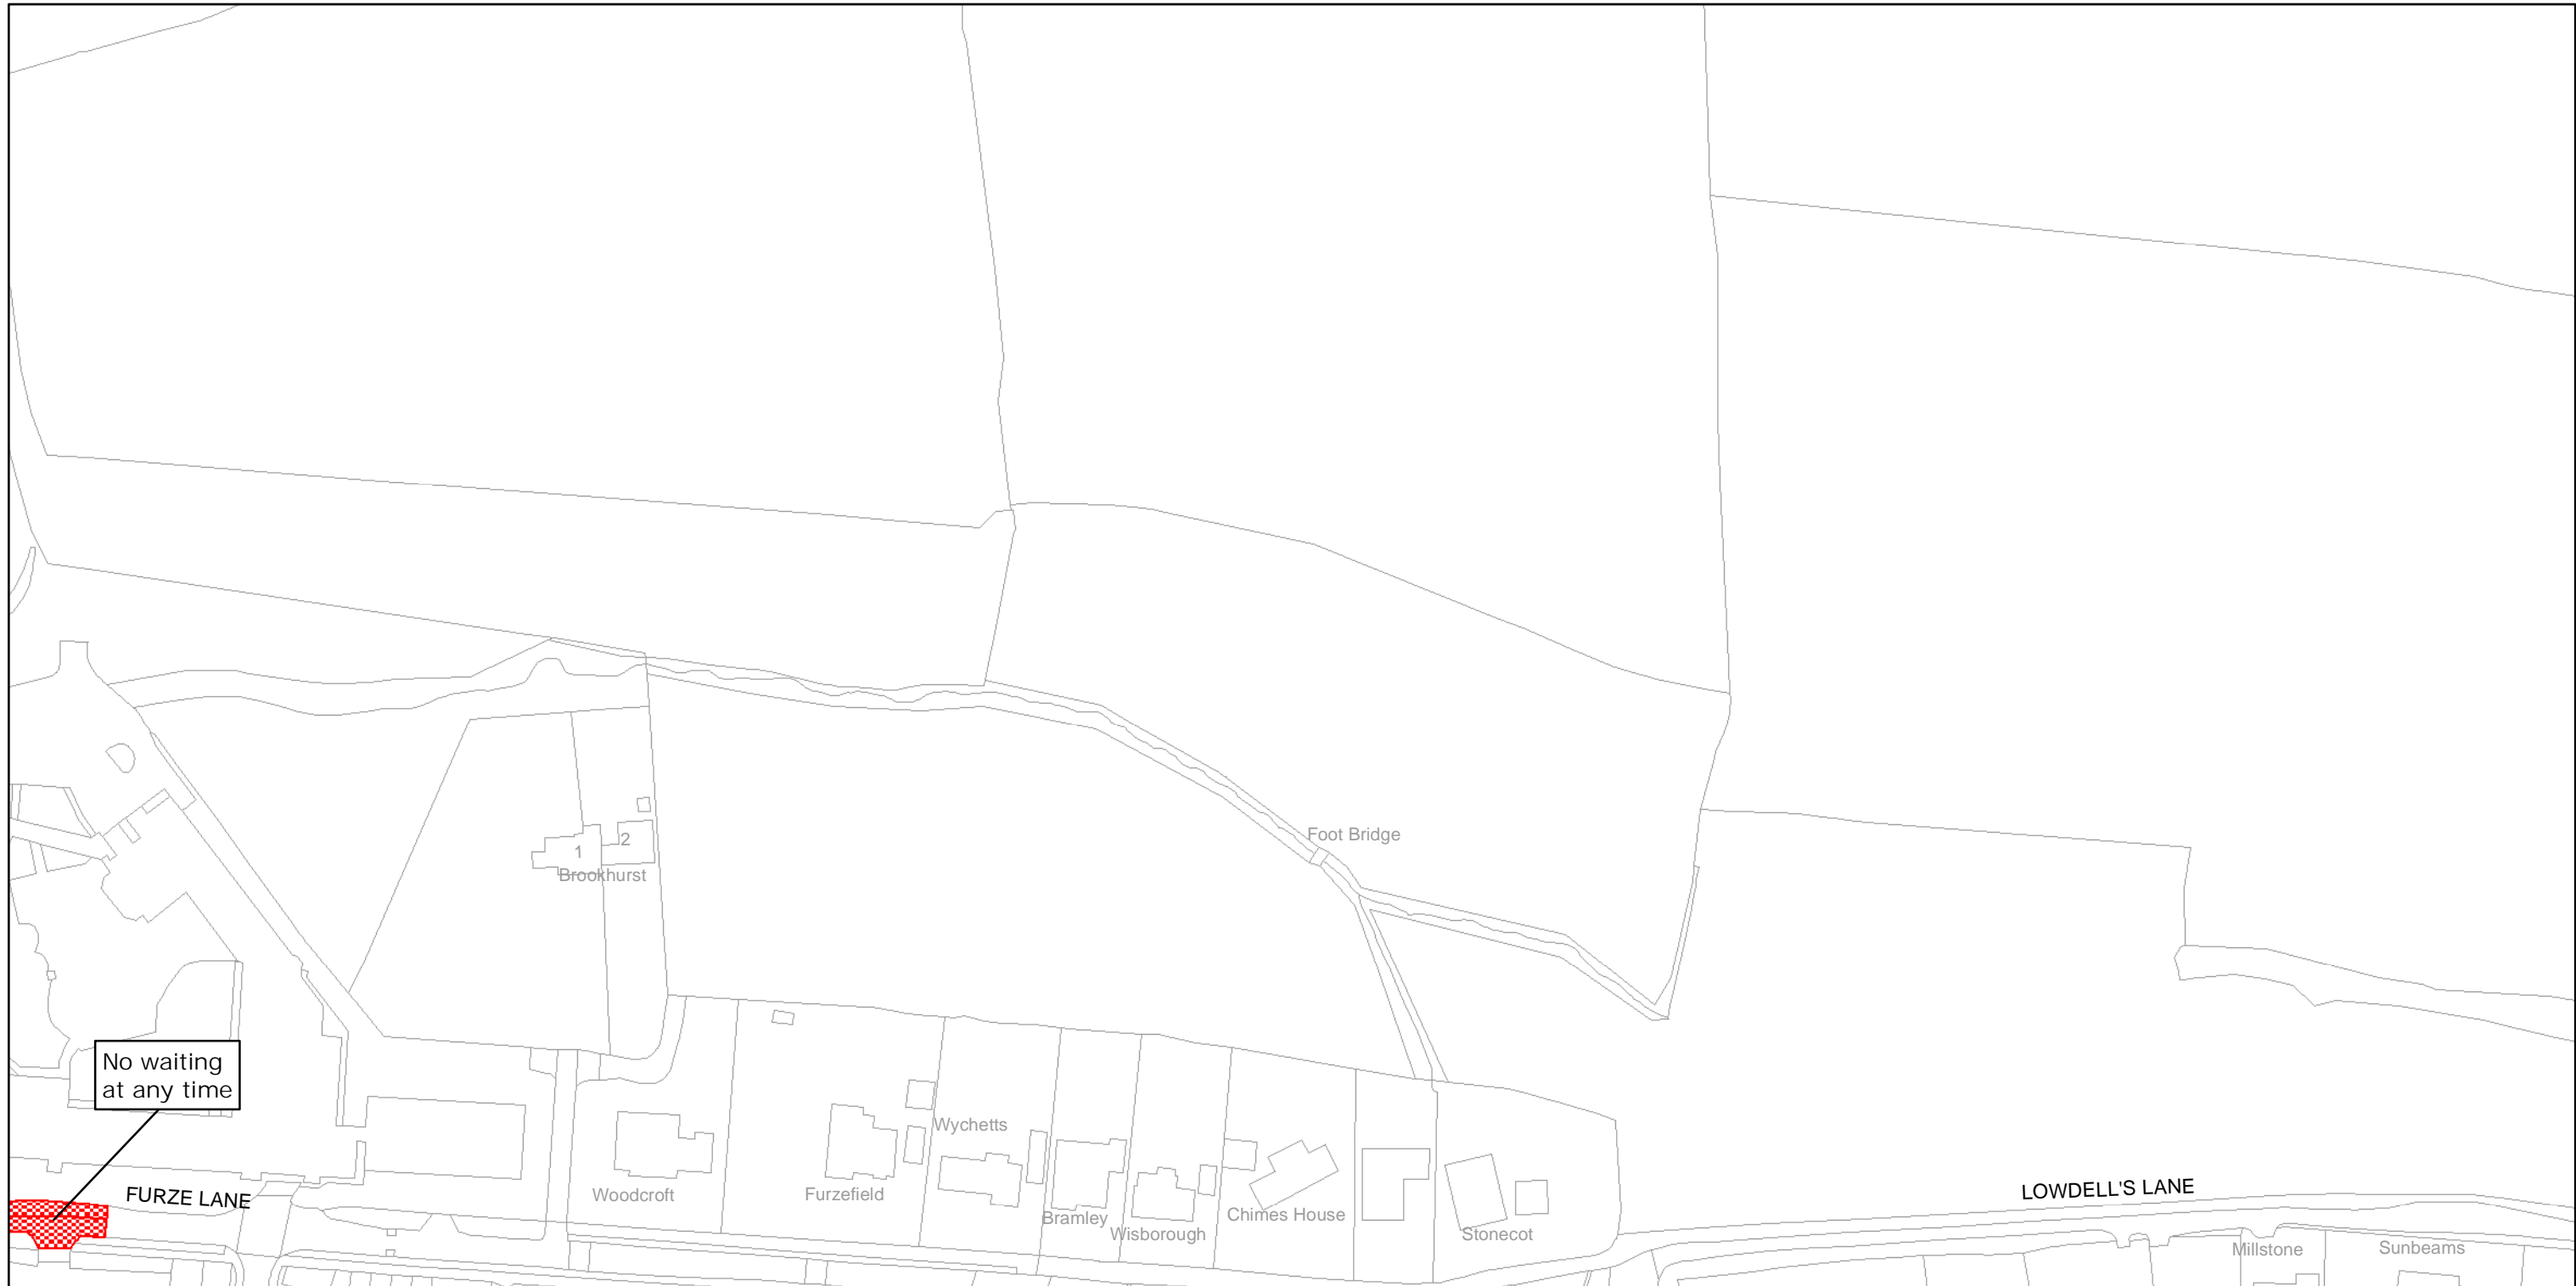 Foot Bridge
1
2
Brookhurst
No waiting
at any time
Wychetts
FURZE LANE
Woodcroft
Furzefield
Bramley
Wisborough
Chimes House
Stonecot
LOWDELL'S LANE
Millstone
Sunbeams